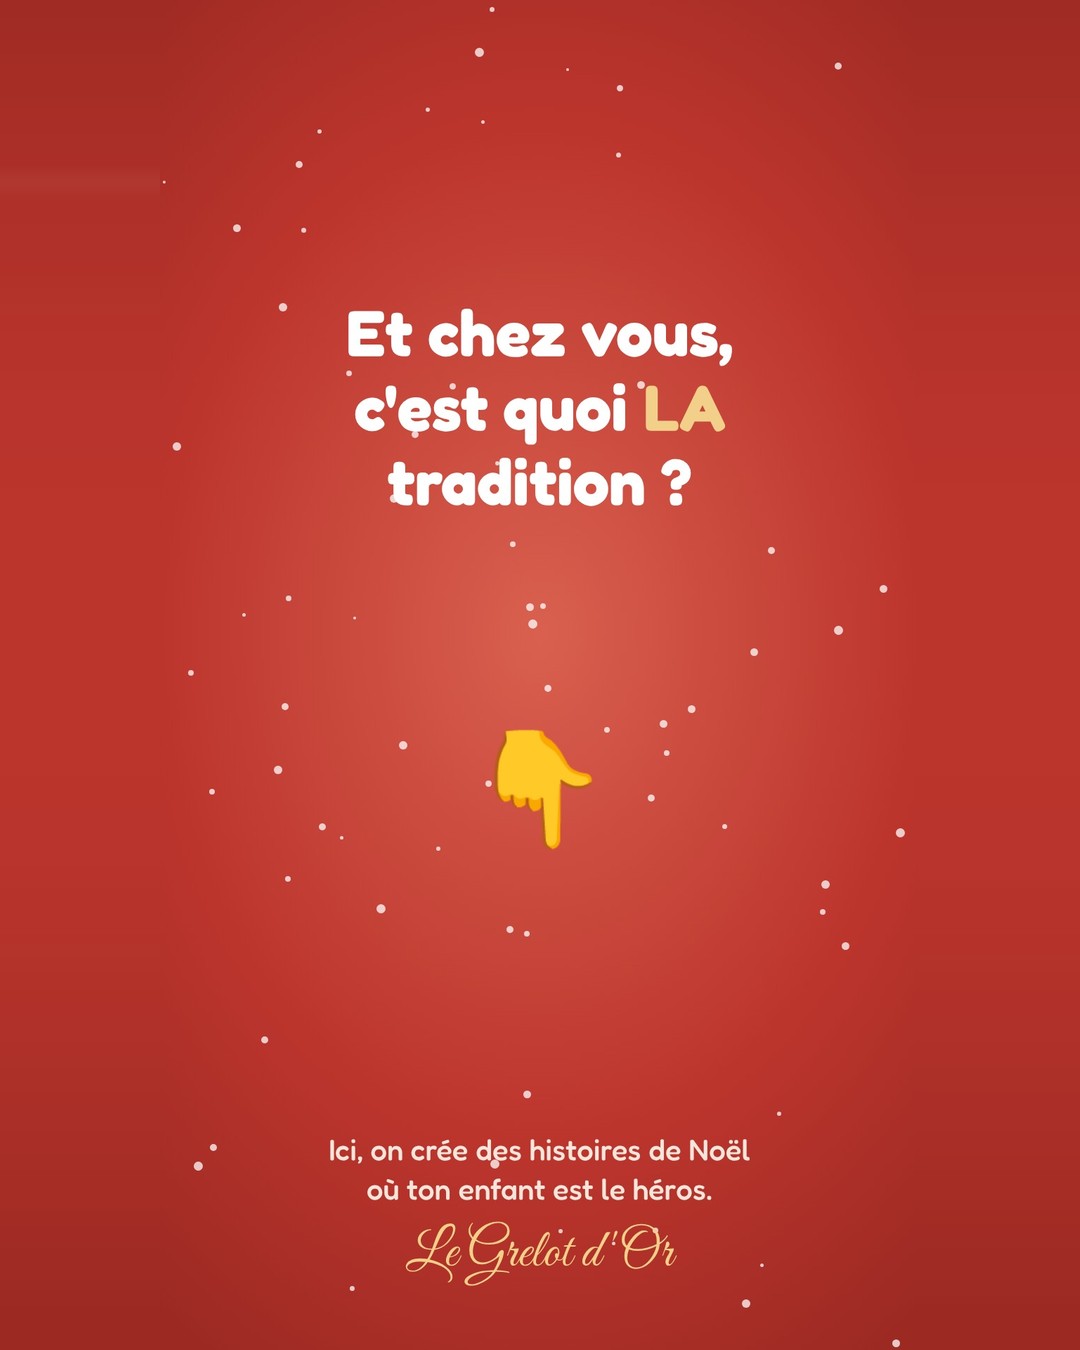 Et chez vous,
c'est quoi LA
tradition ?
Ici, on crée des histoires de Noël
où ton enfant est le héros.
Le Grelot d'Or